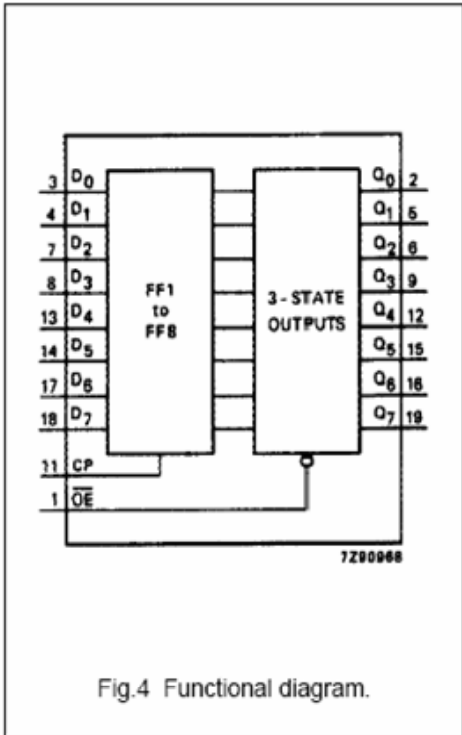 3 D0 Q0 2
4 D1 Q1 5
7 D2 Q2 6
8 D3 Q3 9
FF1
to
FF8
3-STATE
OUTPUTS
13 D4 Q4 12
14 D5 Q5 15
17 D6 Q6 16
18 D7 Q7 19
11 CP
1 O̅E̅
7Z90968
Fig.4 Functional diagram.